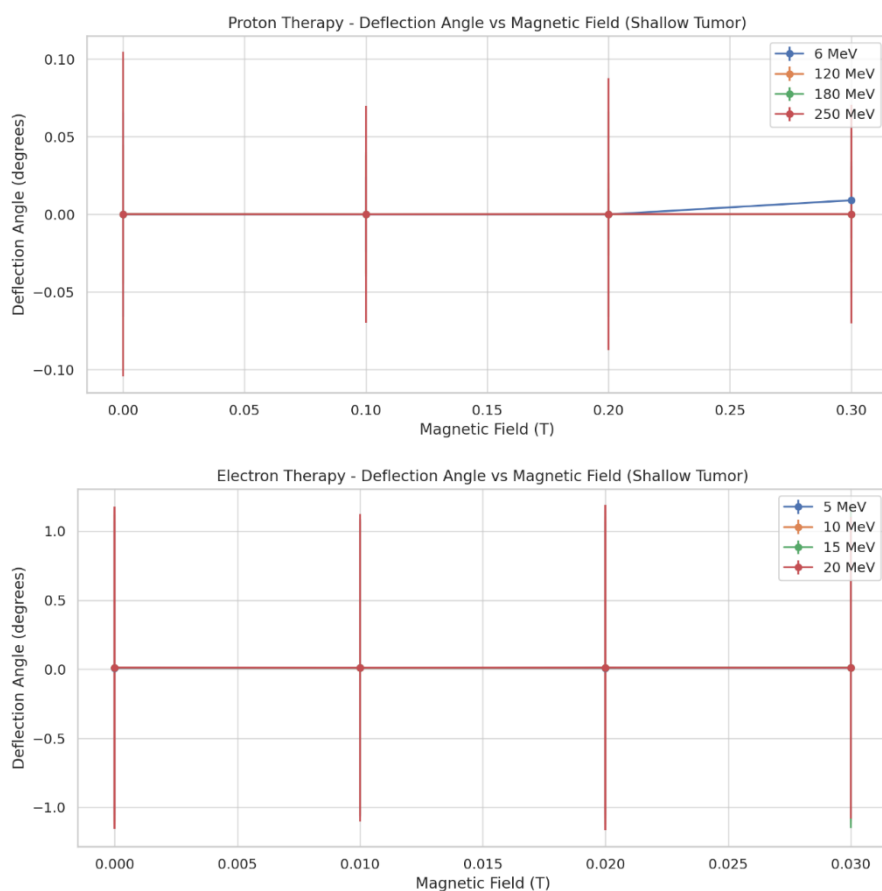 Proton Therapy - Deflection Angle vs Magnetic Field (Shallow Tumor)
6 MeV
120 MeV
180 MeV
250 MeV
Deflection Angle (degrees)
0.10
0.05
0.00
−0.05
−0.10
0.00 0.05 0.10 0.15 0.20 0.25 0.30
Magnetic Field (T)
Electron Therapy - Deflection Angle vs Magnetic Field (Shallow Tumor)
5 MeV
10 MeV
15 MeV
20 MeV
Deflection Angle (degrees)
1.0
0.5
0.0
−0.5
−1.0
0.000 0.005 0.010 0.015 0.020 0.025 0.030
Magnetic Field (T)